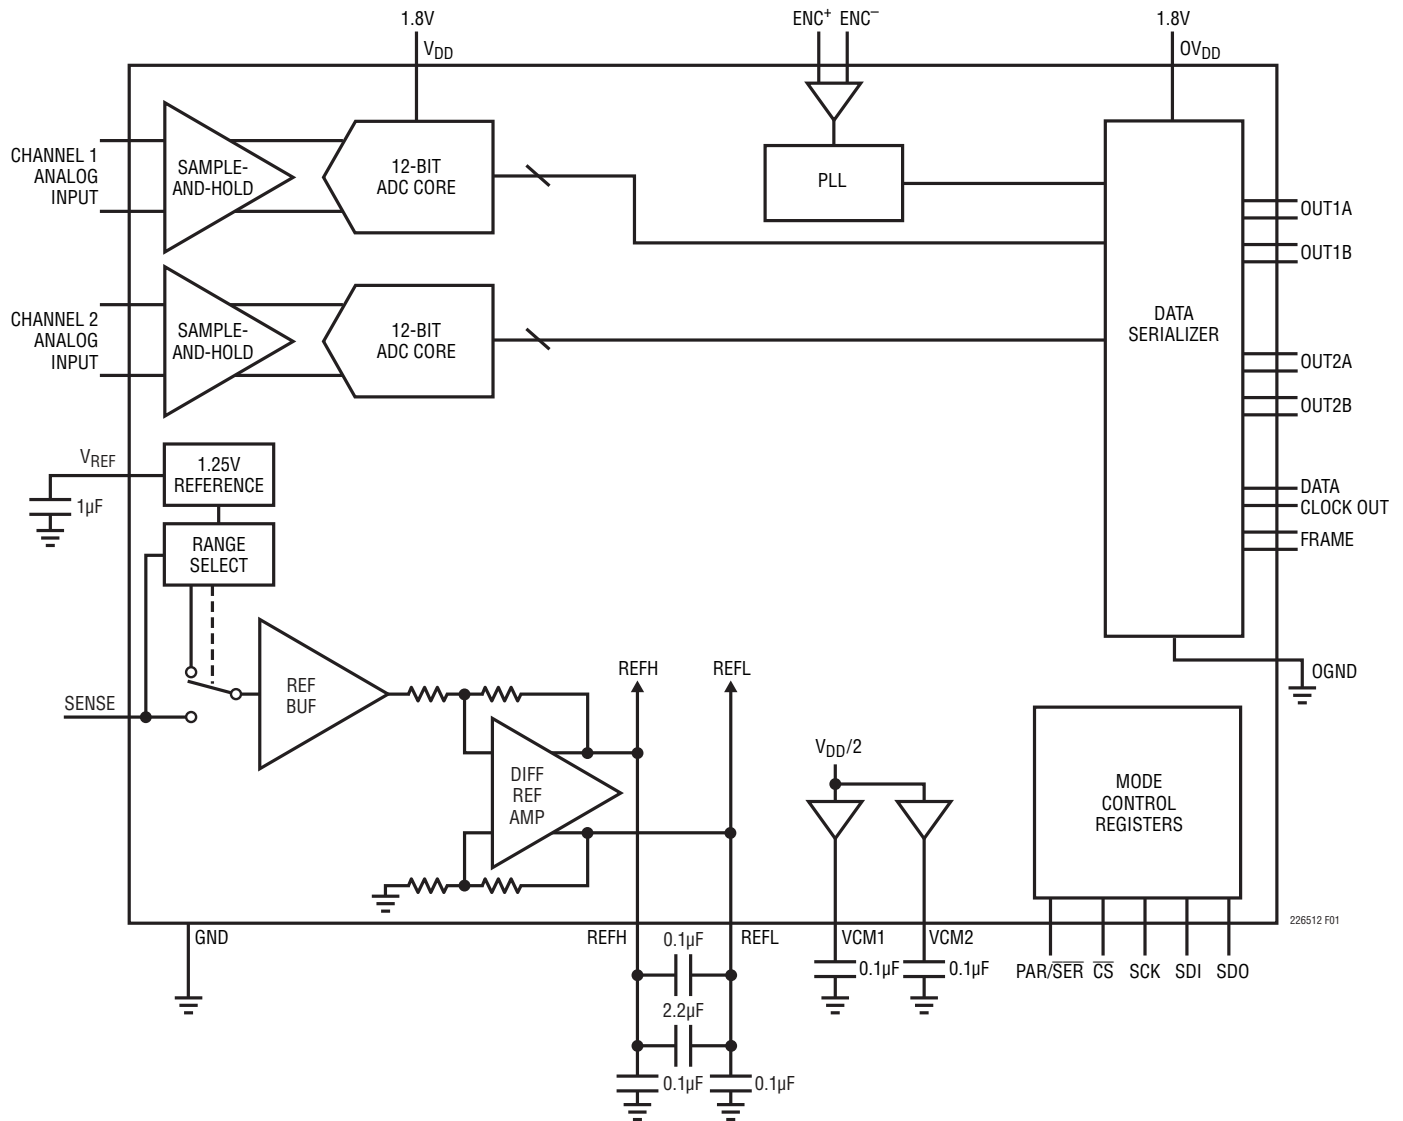 1.8V
ENC+ ENC–
1.8V
VDD
OVDD
CHANNEL 1
ANALOG
INPUT
SAMPLE-
AND-HOLD
12-BIT
ADC CORE
PLL
OUT1A
OUT1B
CHANNEL 2
ANALOG
INPUT
SAMPLE-
AND-HOLD
12-BIT
ADC CORE
DATA
SERIALIZER
OUT2A
OUT2B
VREF
1.25V
REFERENCE
1µF
DATA
CLOCK OUT
FRAME
RANGE
SELECT
SENSE
REF
BUF
REFH
REFL
OGND
DIFF
REF
AMP
VDD/2
MODE
CONTROL
REGISTERS
226512 F01
GND
REFH
0.1µF
REFL
VCM1
VCM2
0.1µF
0.1µF
PAR/S̅E̅R̅
C̅S̅
SCK
SDI
SDO
2.2µF
0.1µF
0.1µF